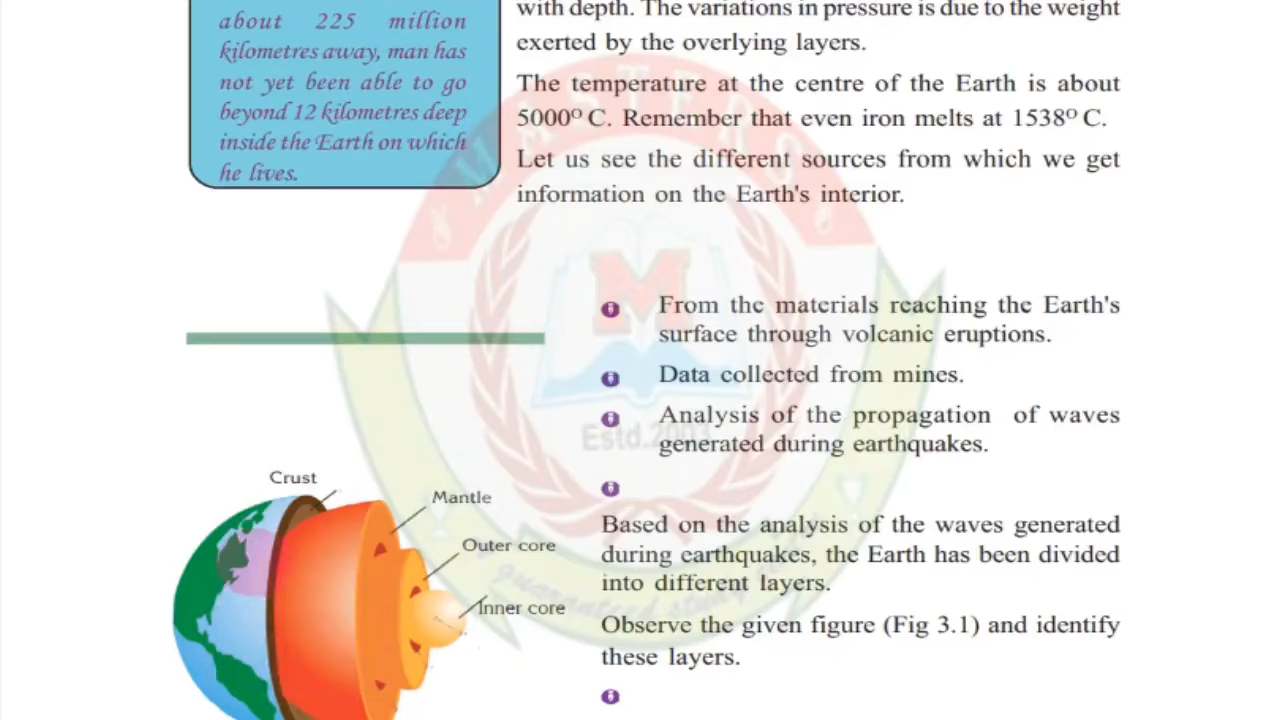 about 225 million
kilometres away, man has
not yet been able to go
beyond 12 kilometres deep
inside the Earth on which
he lives.
with depth. The variations in pressure is due to the weight
exerted by the overlying layers.
The temperature at the centre of the Earth is about
5000⁰ C. Remember that even iron melts at 1538⁰ C.
Let us see the different sources from which we get
information on the Earth's interior.
From the materials reaching the Earth's
surface through volcanic eruptions.
Data collected from mines.
Analysis of the propagation of waves
generated during earthquakes.
Based on the analysis of the waves generated
during earthquakes, the Earth has been divided
into different layers.
Observe the given figure (Fig 3.1) and identify
these layers.
Crust
Mantle
Outer core
Inner core
M
Estd.2003